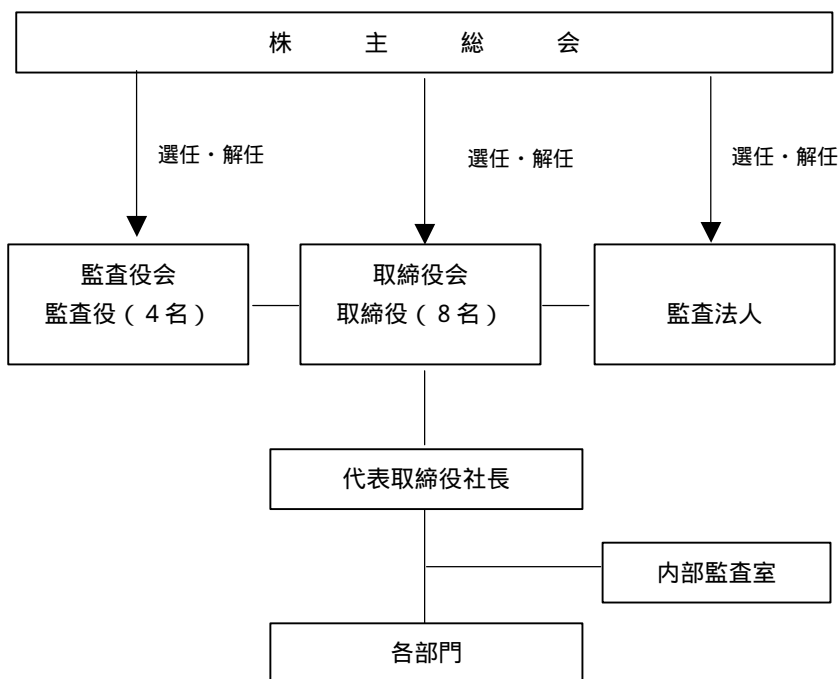 株 主 総 会
選任・解任
選任・解任
選任・解任
監査役会
監査役(4名)
取締役会
取締役(8名)
監査法人
代表取締役社長
内部監査室
各部門